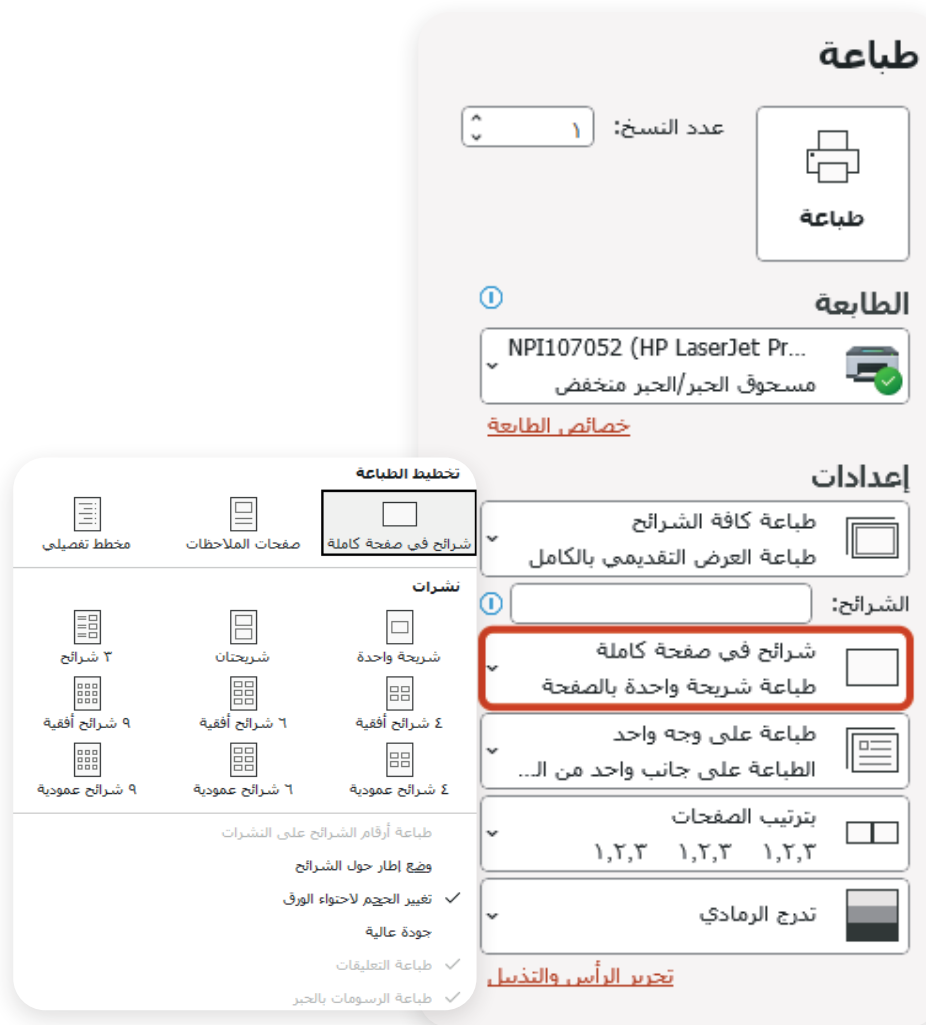 طباعة
عدد النسخ: ١
طباعة
الطابعة
NPI107052 (HP LaserJet Pr...
مسحوق الحبر/الحبر منخفض
خصائص الطابعة
إعدادات
طباعة كافة الشرائح
طباعة العرض التقديمي بالكامل
الشرائح:
شرائح في صفحة كاملة
طباعة شريحة واحدة بالصفحة
طباعة على وجه واحد
الطباعة على جانب واحد من الـ...
بترتيب الصفحات
١,٢,٣ ١,٢,٣ ١,٢,٣
تدرج الرمادي
تحرير الرأس والتذييل
تخطيط الطباعة
شرائح في صفحة كاملة صفحات الملاحظات مخطط تفصيلي
نشرات
شريحة واحدة شريحتان ٣ شرائح
٤ شرائح أفقية ٦ شرائح أفقية ٩ شرائح أفقية
٤ شرائح عمودية ٦ شرائح عمودية ٩ شرائح عمودية
طباعة أرقام الشرائح على النشرات
وضع إطار حول الشرائح
تغيير الحجم لاحتواء الورق
جودة عالية
طباعة التعليقات
طباعة الرسومات بالحبر